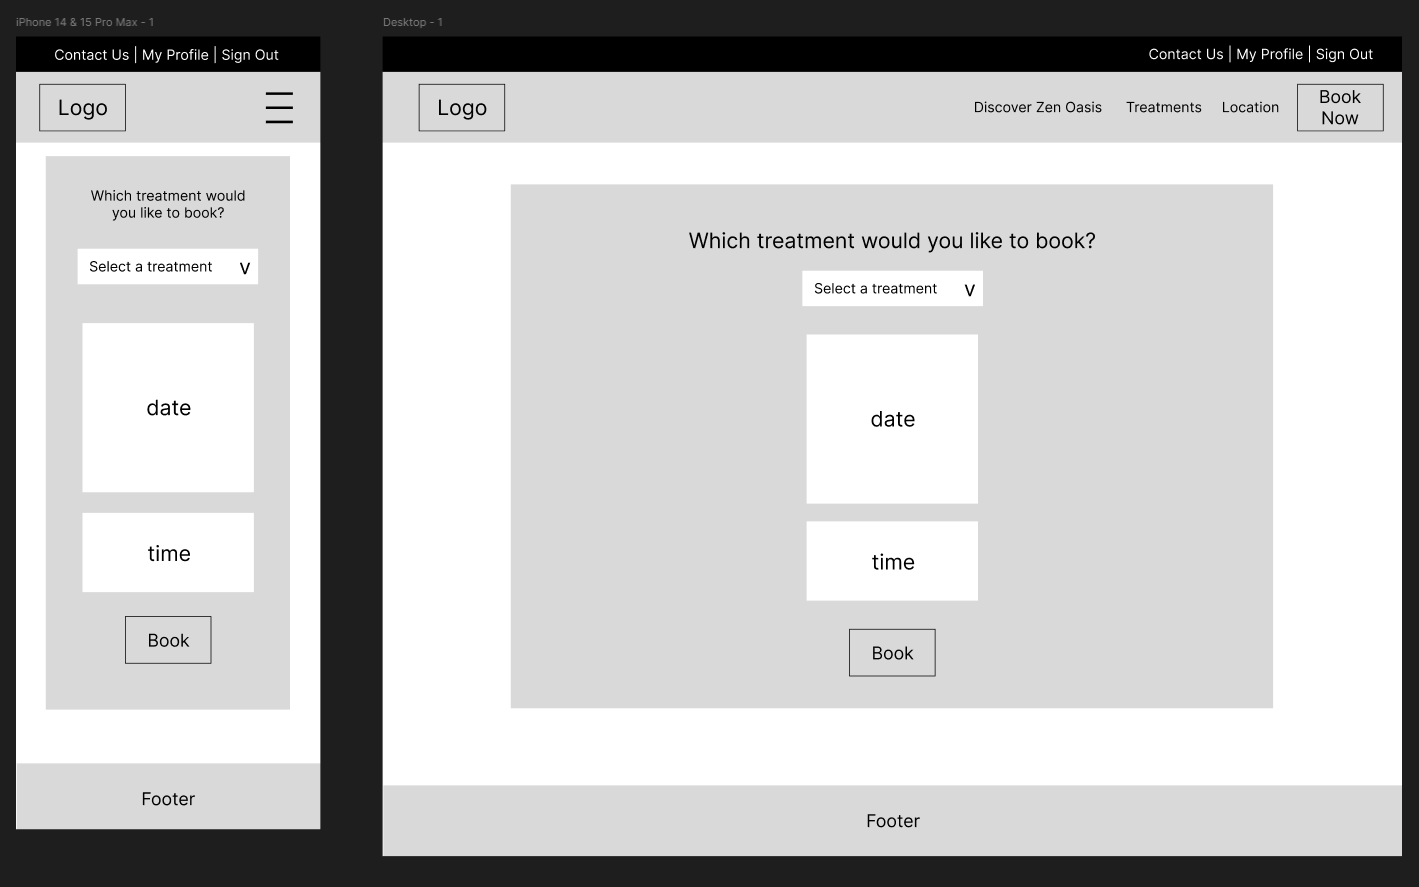 iPhone 14 & 15 Pro Max - 1
Contact Us | My Profile | Sign Out
Logo
Which treatment would
you like to book?
Select a treatment V
date
time
Book
Footer
Desktop - 1
Contact Us | My Profile | Sign Out
Logo
Discover Zen Oasis Treatments Location
Book
Now
Which treatment would you like to book?
Select a treatment V
date
time
Book
Footer